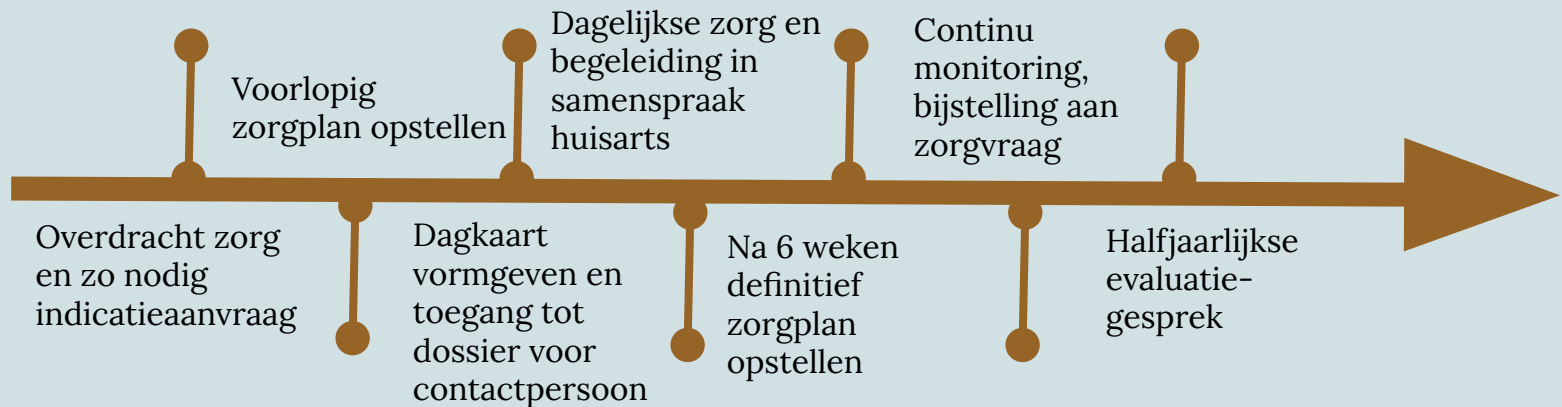 Overdracht zorg
en zo nodig
indicatieaanvraag
Voorlopig
zorgplan opstellen
Dagkaart
vormgeven en
toegang tot
dossier voor
contactpersoon
Dagelijkse zorg en
begeleiding in
samenspraak
huisarts
Na 6 weken
definitief
zorgplan
opstellen
Continu
monitoring,
bijstelling aan
zorgvraag
Halfjaarlijkse
evaluatie-
gesprek